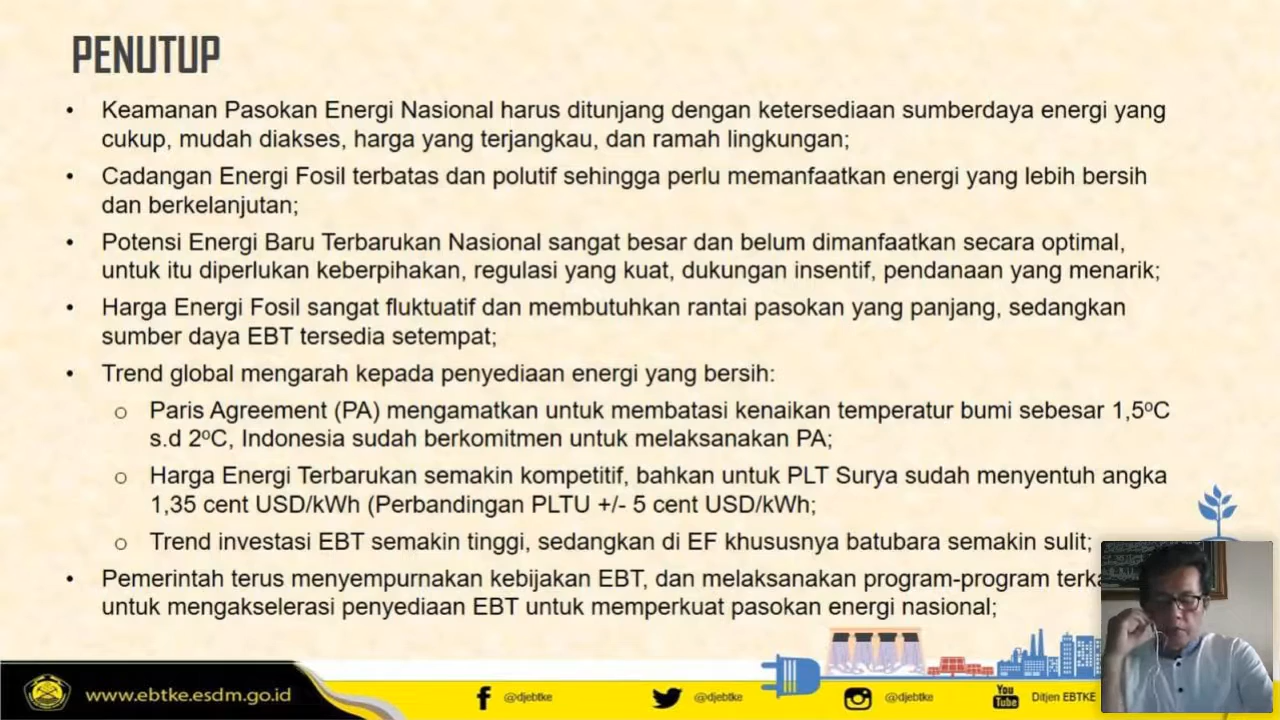 PENUTUP
• Keamanan Pasokan Energi Nasional harus ditunjang dengan ketersediaan sumberdaya energi yang
cukup, mudah diakses, harga yang terjangkau, dan ramah lingkungan;
• Cadangan Energi Fosil terbatas dan polutif sehingga perlu memanfaatkan energi yang lebih bersih
dan berkelanjutan;
• Potensi Energi Baru Terbarukan Nasional sangat besar dan belum dimanfaatkan secara optimal,
untuk itu diperlukan keberpihakan, regulasi yang kuat, dukungan insentif, pendanaan yang menarik;
• Harga Energi Fosil sangat fluktuatif dan membutuhkan rantai pasokan yang panjang, sedangkan
sumber daya EBT tersedia setempat;
• Trend global mengarah kepada penyediaan energi yang bersih:
o Paris Agreement (PA) mengamatkan untuk membatasi kenaikan temperatur bumi sebesar 1,5ºC
s.d 2ºC, Indonesia sudah berkomitmen untuk melaksanakan PA;
o Harga Energi Terbarukan semakin kompetitif, bahkan untuk PLT Surya sudah menyentuh angka
1,35 cent USD/kWh (Perbandingan PLTU +/- 5 cent USD/kWh;
o Trend investasi EBT semakin tinggi, sedangkan di EF khususnya batubara semakin sulit;
• Pemerintah terus menyempurnakan kebijakan EBT, dan melaksanakan program-program
untuk mengakselerasi penyediaan EBT untuk memperkuat pasokan energi nasional;
www.ebtke.esdm.go.id
@djebtke
@djebtke
@djebtke
You Tube
Ditjen EBTKE